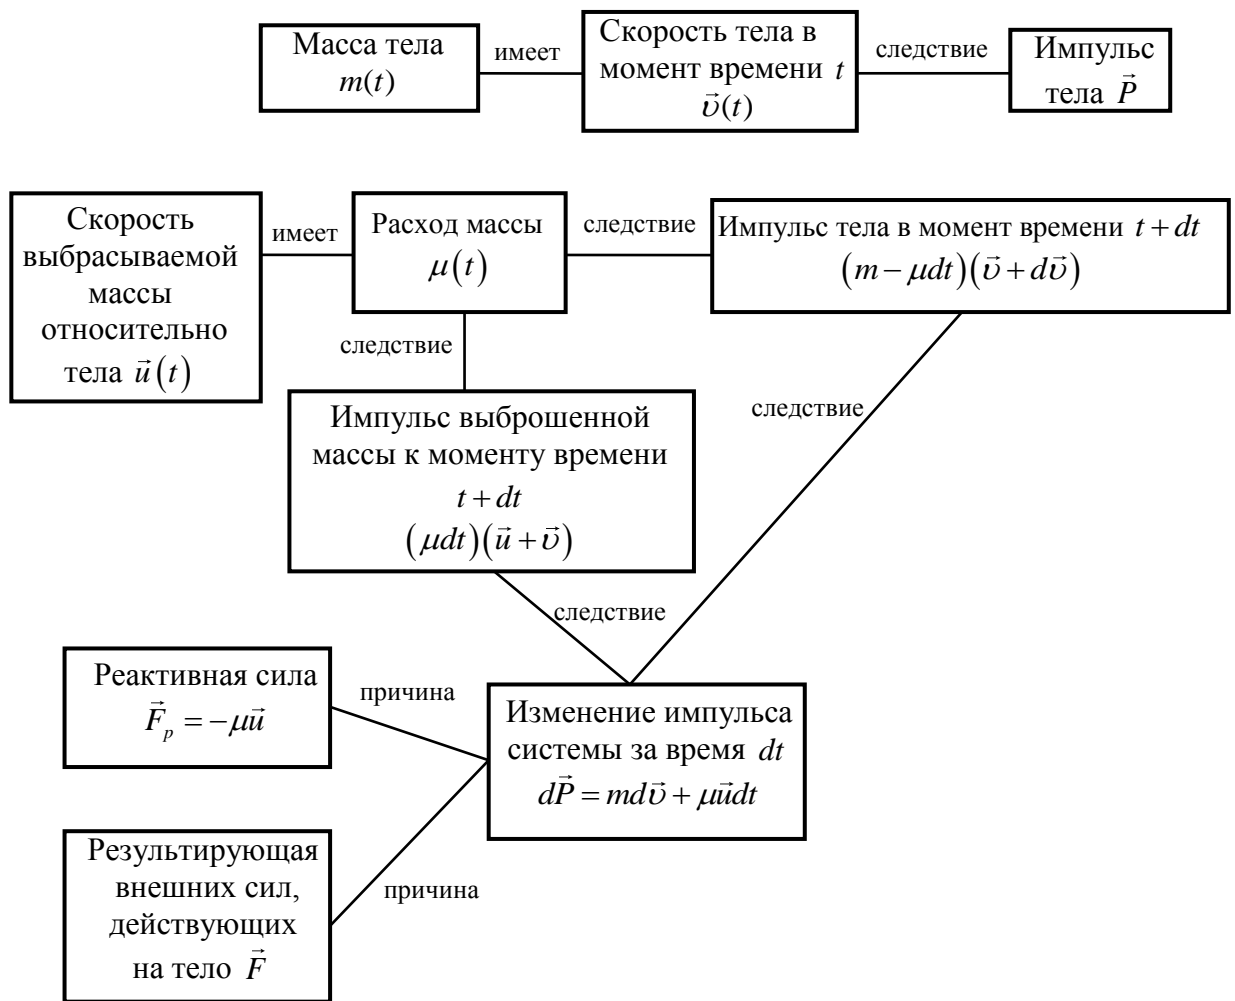 Масса тела
m(t)
имеет
Скорость тела в
момент времени t
υ⃗(t)
следствие
Импульс
тела P⃗
Скорость
выбрасываемой
массы
относительно
тела u⃗(t)
имеет
Расход массы
μ(t)
следствие
Импульс тела в момент времени t + dt
(m − μdt)(υ⃗ + dυ⃗)
следствие
Импульс выброшенной
массы к моменту времени
t + dt
(μdt)(u⃗ + υ⃗)
следствие
следствие
Реактивная сила
F⃗ₚ = −μu⃗
причина
Изменение импульса
системы за время dt
dP⃗ = mdυ⃗ + μu⃗dt
Результирующая
внешних сил,
действующих
на тело F⃗
причина